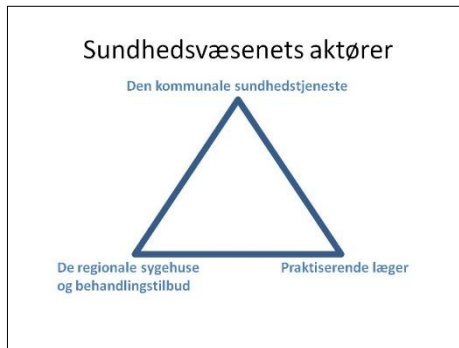 Sundhedsvæsenets aktører
Den kommunale sundhedstjeneste
De regionale sygehuse
og behandlingstilbud
Praktiserende læger